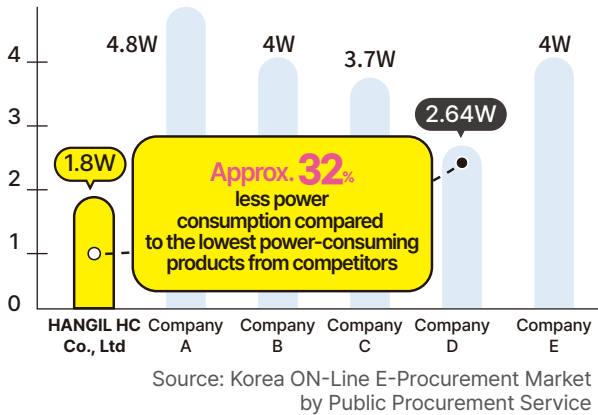 4.8W
4W
3.7W
4W
2.64W
1.8W
4
3
2
1
0
Approx. 32%
less power
consumption compared
to the lowest power-consuming
products from competitors
HANGIL HC
Co., Ltd
Company
A
Company
B
Company
C
Company
D
Company
E
Source: Korea ON-Line E-Procurement Market
by Public Procurement Service